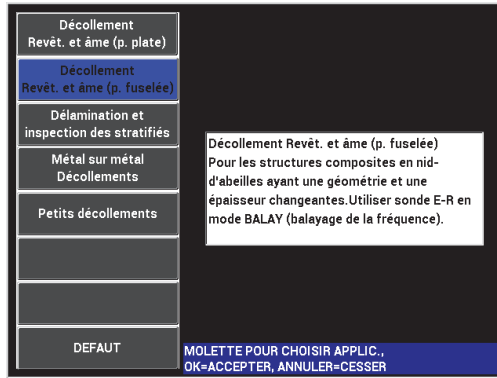 Décollement
Revêt. et âme (p. plate)
Décollement
Revêt. et âme (p. fuselée)
Délamination et
inspection des stratifiés
Métal sur métal
Décollements
Petits décollements
DEFAUT
Décollement Revêt. et âme (p. fuselée)
Pour les structures composites en nid-
d'abeilles ayant une géométrie et une
épaisseur changeantes.Utiliser sonde E-R en
mode BALAY (balayage de la fréquence).
MOLETTE POUR CHOISIR APPLIC.,
OK=ACCEPTER, ANNULER=CESSER